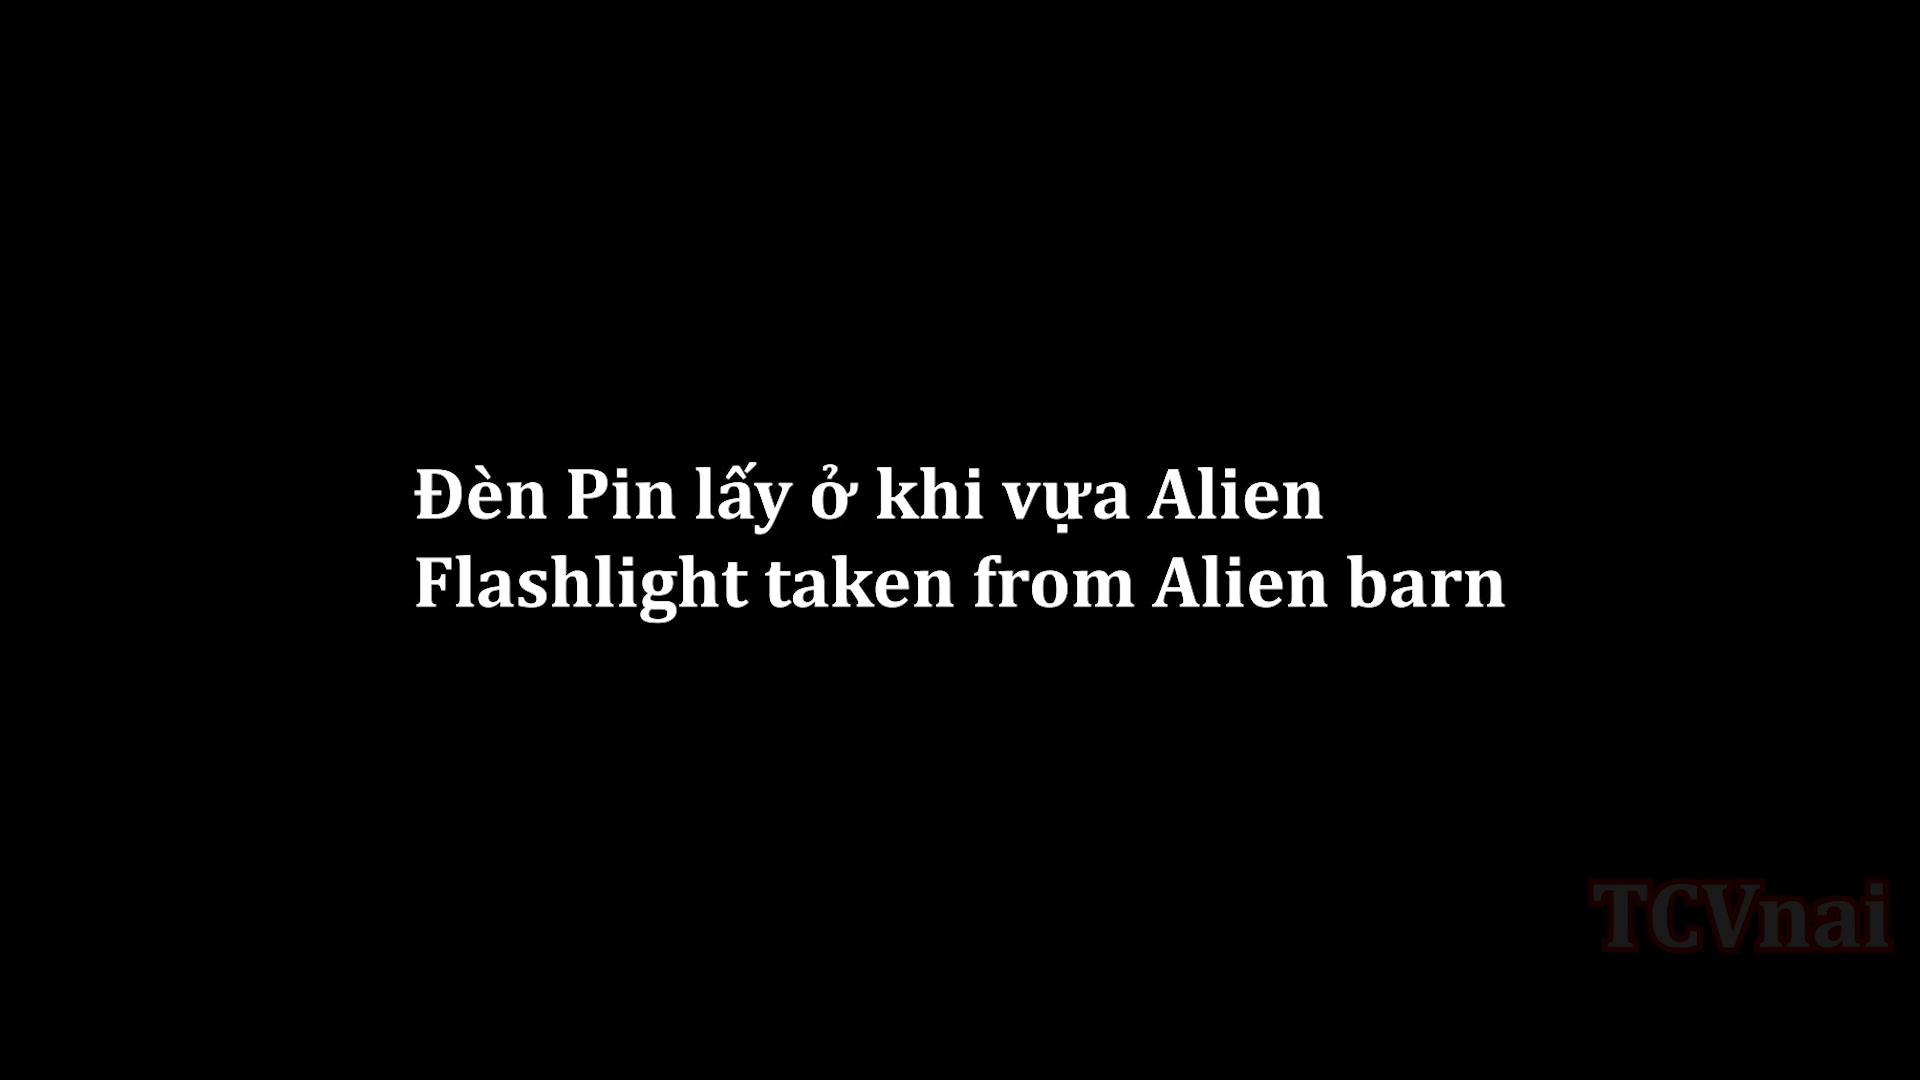 Đèn Pin lấy ở khi vựa Alien
Flashlight taken from Alien barn
TCVnai